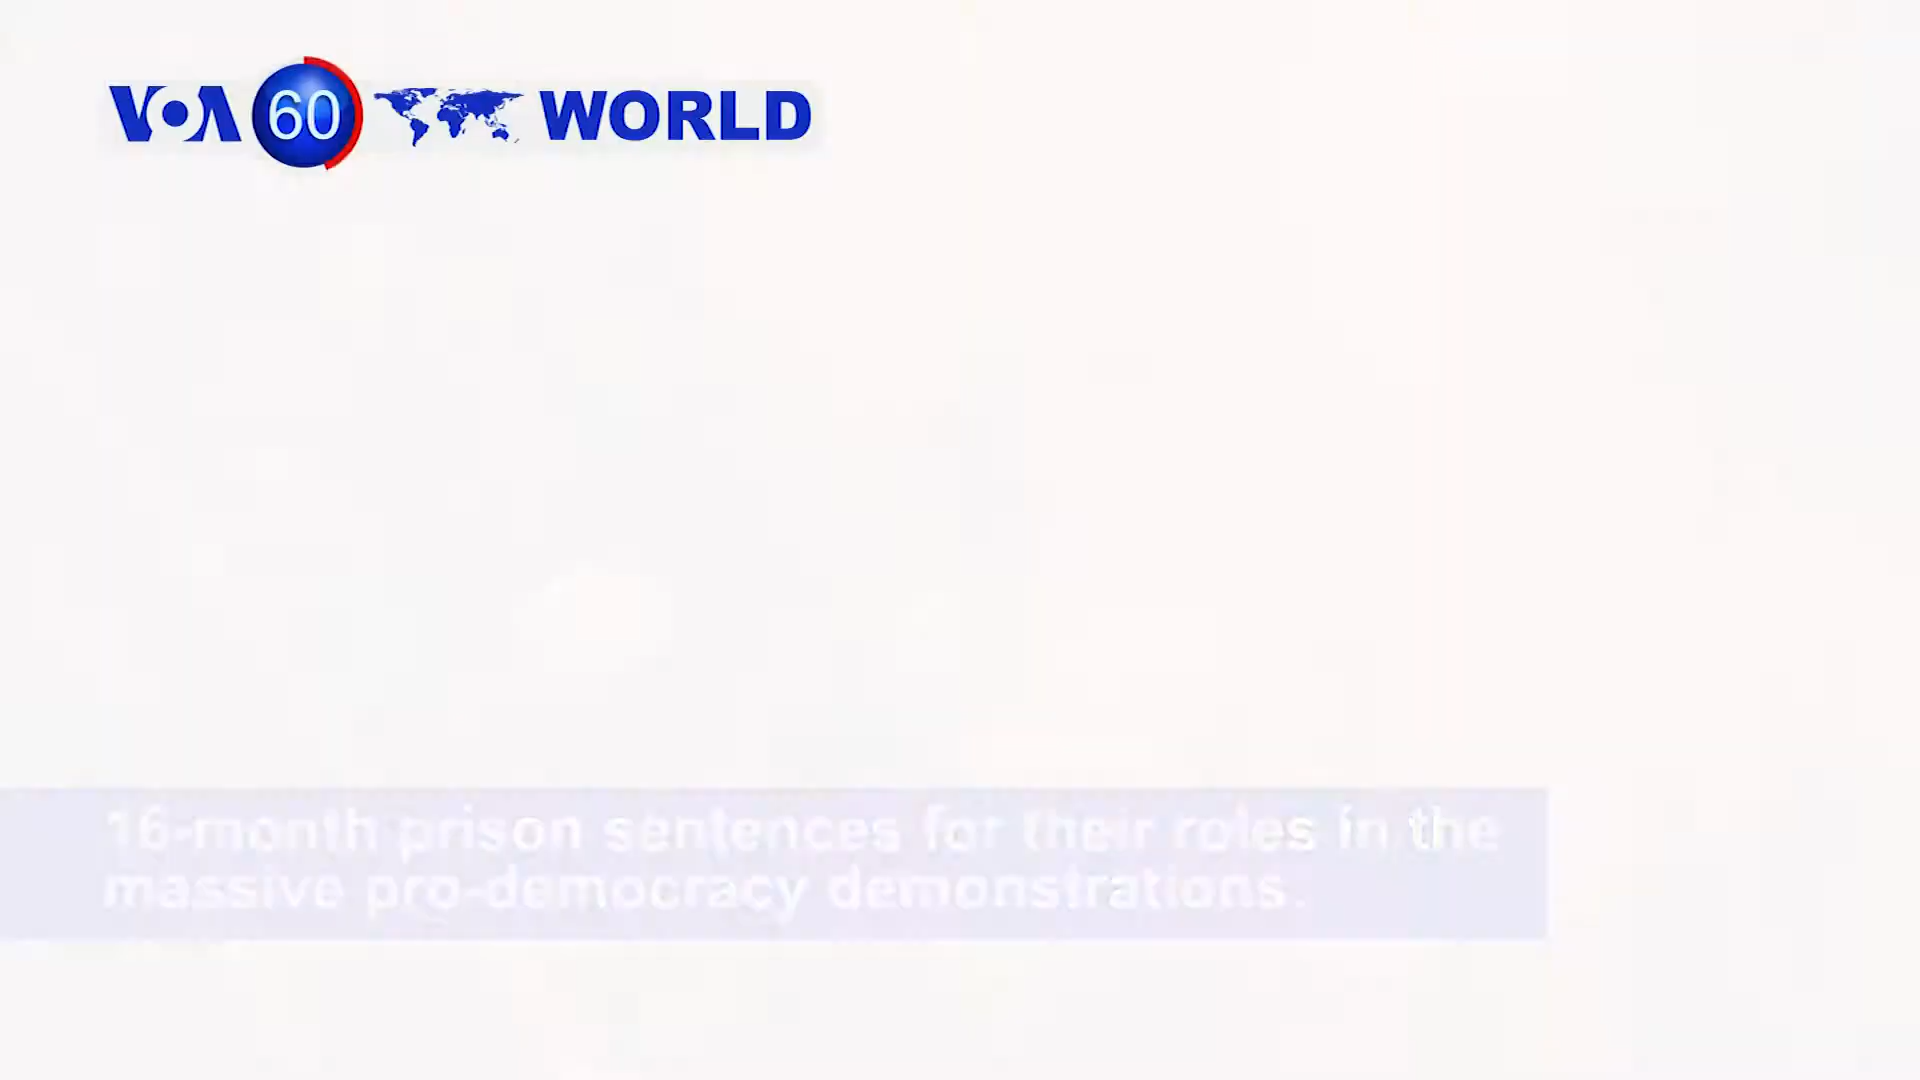 VOA 60 WORLD
16-month prison sentences for their roles in the
massive pro-democracy demonstrations.